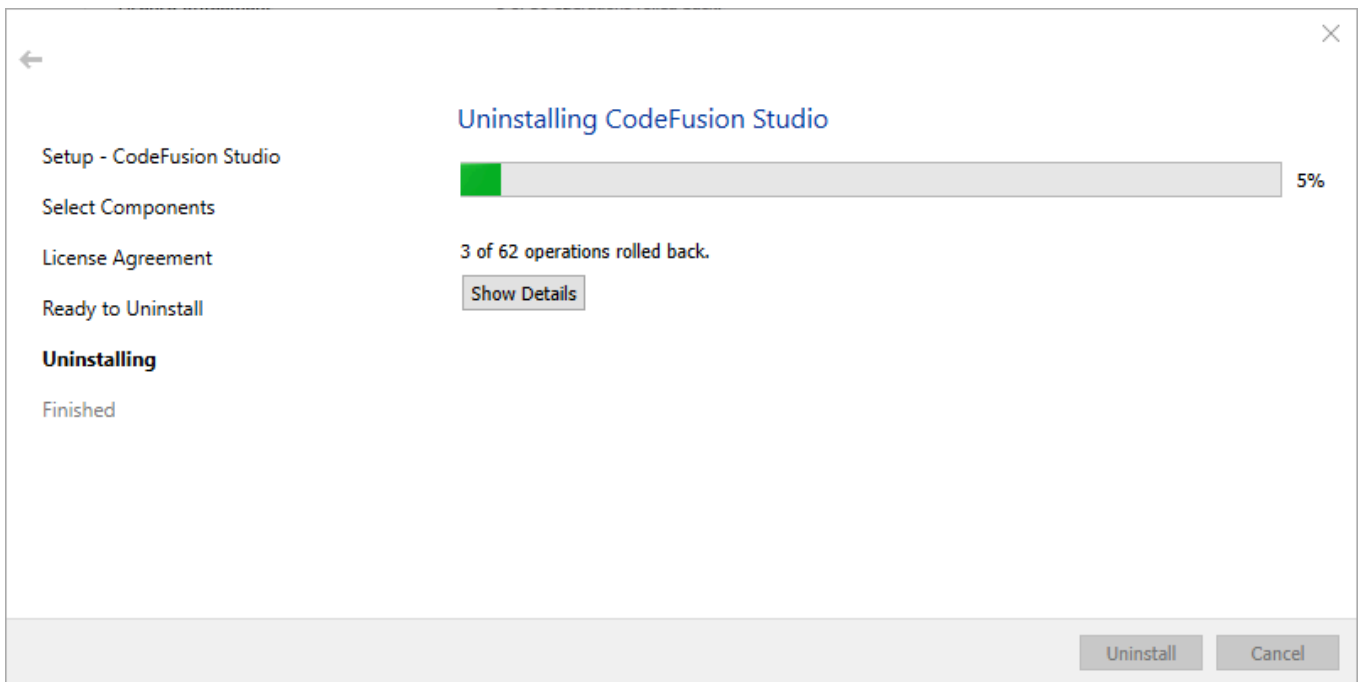 Uninstalling CodeFusion Studio
Setup - CodeFusion Studio
5%
Select Components
3 of 62 operations rolled back.
License Agreement
Show Details
Ready to Uninstall
Uninstalling
Finished
Uninstall
Cancel